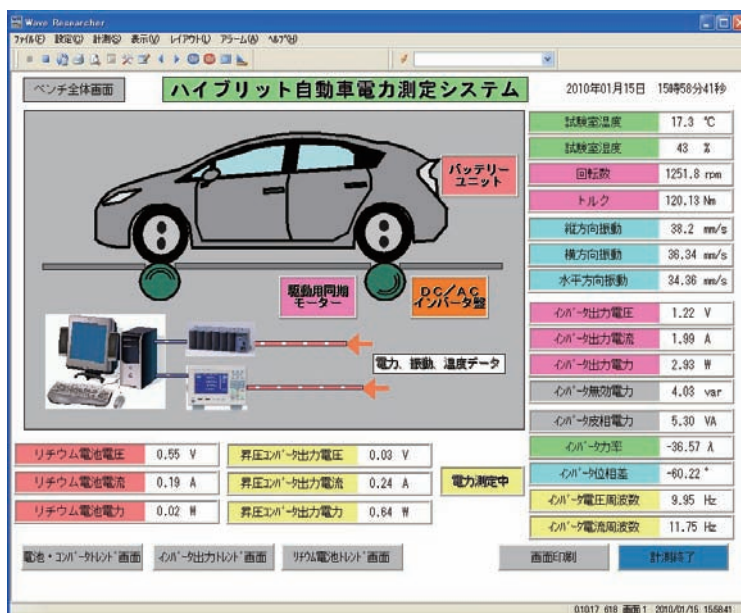 Wave Researcher
ﾌｧｲﾙ(F) 設定(C) 計測(S) 表示(V) ﾚｲｱｳﾄ(L) ｱﾗｰﾑ(A) ﾍﾙﾌﾟ(H)
ベンチ全体画面
ハイブリット自動車電力測定システム
2010年01月15日 15時58分41秒
バッテリー
ユニット
駆動用同期
モーター
DC/AC
インバータ盤
電力、振動、温度データ
試験室温度 17.3 ℃
試験室湿度 43 %
回転数 1251.8 rpm
トルク 120.13 Nm
縦方向振動 38.2 mm/s
横方向振動 36.34 mm/s
水平方向振動 34.36 mm/s
ｲﾝﾊﾞｰﾀ出力電圧 1.22 V
ｲﾝﾊﾞｰﾀ出力電流 1.99 A
ｲﾝﾊﾞｰﾀ出力電力 2.93 W
ｲﾝﾊﾞｰﾀ無効電力 4.03 var
ｲﾝﾊﾞｰﾀ皮相電力 5.30 VA
ｲﾝﾊﾞｰﾀ力率 -36.57 λ
ｲﾝﾊﾞｰﾀ位相差 -60.22 °
ｲﾝﾊﾞｰﾀ電圧周波数 9.95 Hz
ｲﾝﾊﾞｰﾀ電流周波数 11.75 Hz
リチウム電池電圧 0.55 V
リチウム電池電流 0.19 A
リチウム電池電力 0.02 W
昇圧ｺﾝﾊﾞｰﾀ出力電圧 0.03 V
昇圧ｺﾝﾊﾞｰﾀ出力電流 0.24 A
昇圧ｺﾝﾊﾞｰﾀ出力電力 0.64 W
電力測定中
電池・ｺﾝﾊﾞｰﾀﾄﾚﾝﾄﾞ画面
ｲﾝﾊﾞｰﾀ出力ﾄﾚﾝﾄﾞ画面
ﾘﾁｳﾑ電池ﾄﾚﾝﾄﾞ画面
画面印刷
計測終了
01017_618 画面1 2010/01/15 15:58:41